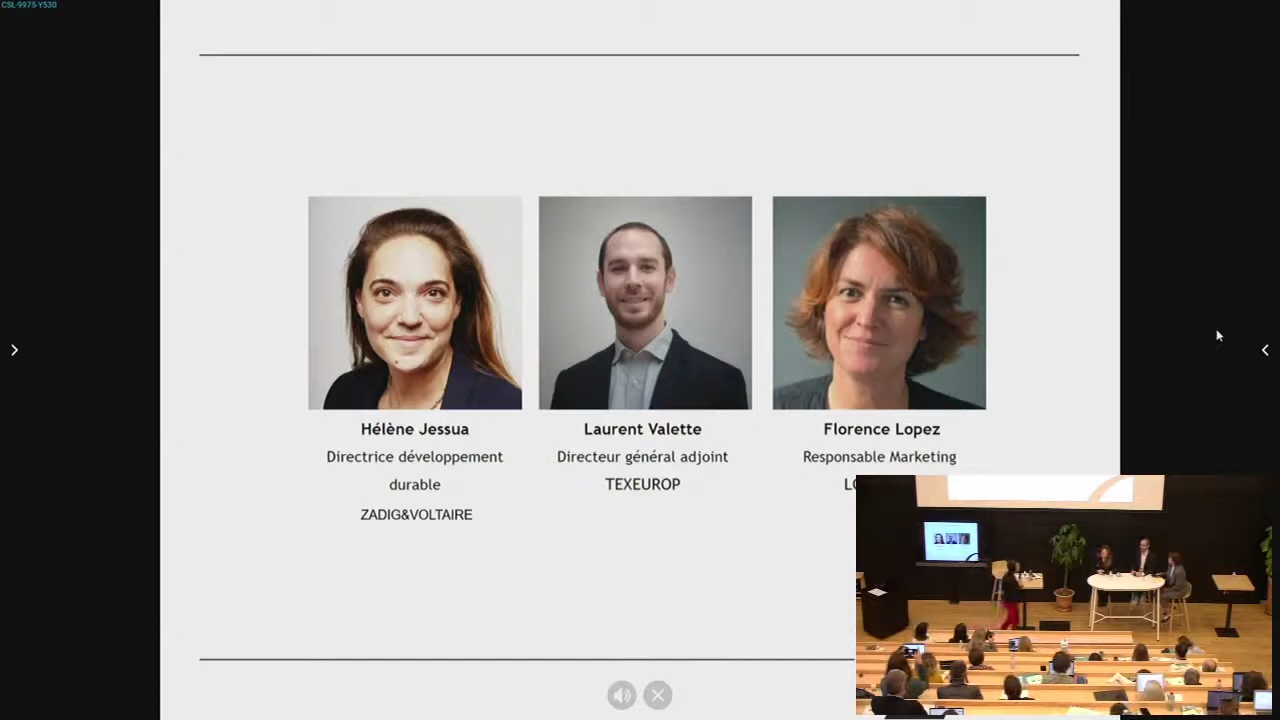 CSL-9975-Y530
Hélène Jessua
Directrice développement
durable
ZADIG&VOLTAIRE
Laurent Valette
Directeur général adjoint
TEXEUROP
Florence Lopez
Responsable Marketing